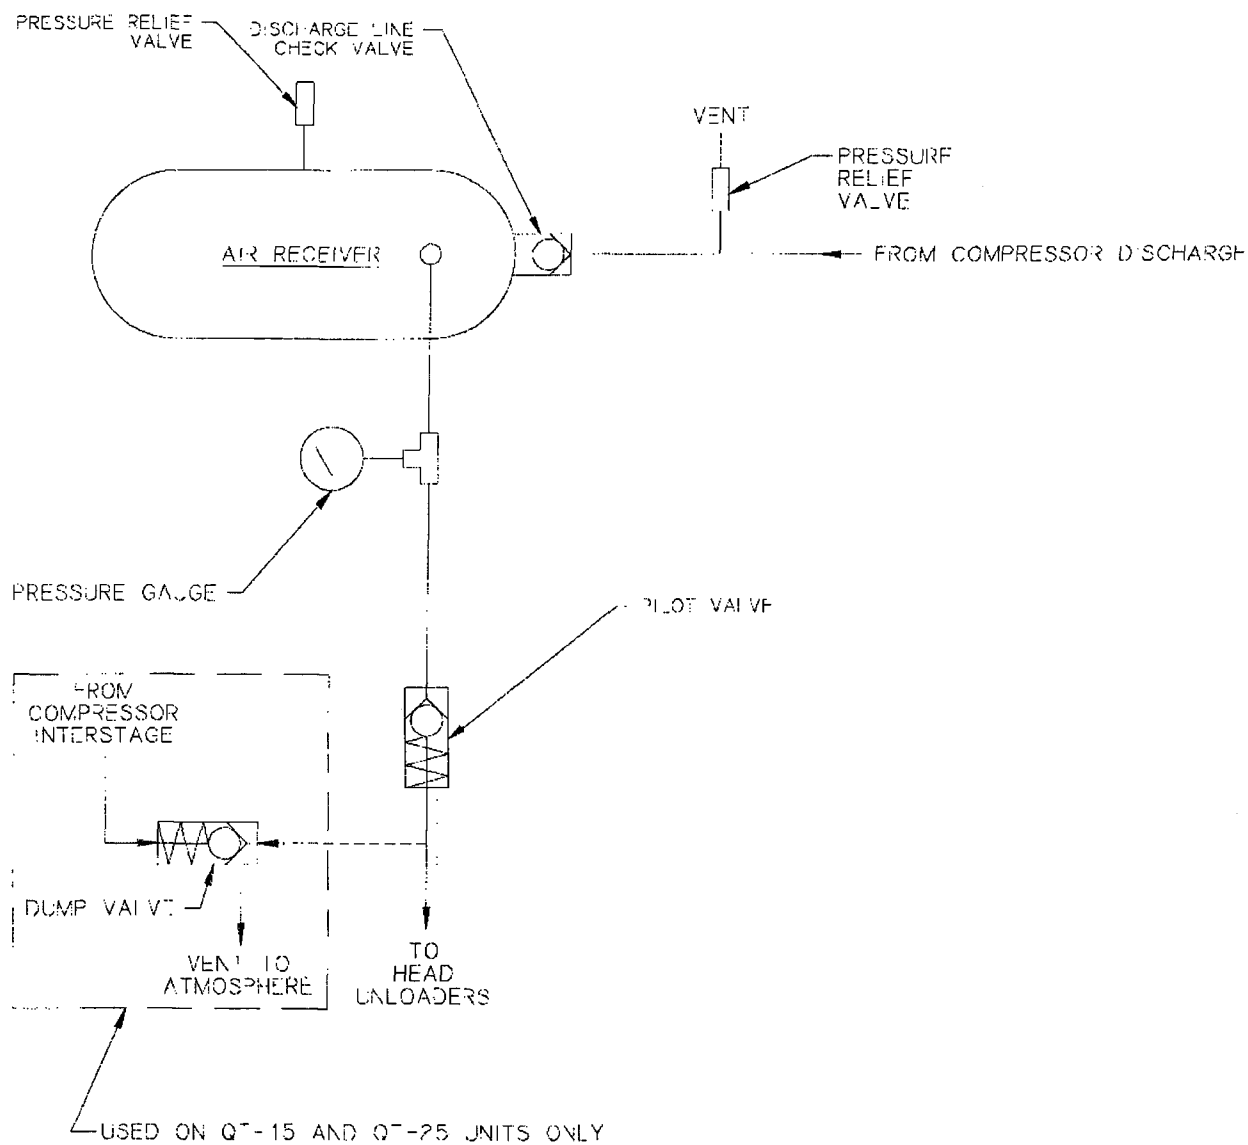 PRESSURE RELIEF
VALVE
DISCHARGE LINE
CHECK VALVE
VENT
PRESSURE
RELIEF
VALVE
AIR RECEIVER
FROM COMPRESSOR DISCHARGE
PRESSURE GAUGE
PILOT VALVE
FROM
COMPRESSOR
INTERSTAGE
DUMP VALVE
VENT TO
ATMOSPHERE
TO
HEAD
UNLOADERS
USED ON QT-15 AND QT-25 UNITS ONLY